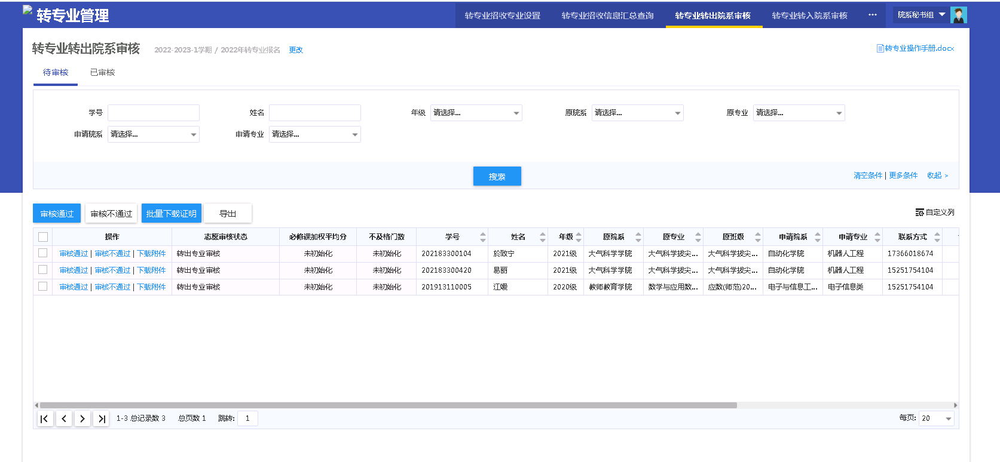 转专业管理
转专业招收专业设置 转专业招收信息汇总查询 转专业转出院系审核 转专业转入院系审核 ··· 院系秘书组
转专业转出院系审核 2022-2023-1学期 / 2022年转专业报名 更改 转专业操作手册.docx
待审核 已审核
学号 姓名 年级 请选择... 原院系 请选择... 原专业 请选择...
申请院系 请选择... 申请专业 请选择...
搜索 清空条件 | 更多条件 收起
审核通过 审核不通过 批量下载证明 导出 自定义列
操作 志愿审核状态 必修课加权平均分 不及格门数 学号 姓名 年级 原院系 原专业 原班级 申请院系 申请专业 联系方式
审核通过 | 审核不通过 | 下载附件 转出专业审核 未初始化 未初始化 202183300104 於致宁 2021级 大气科学学院 大气科学拔尖... 大气科学拔尖... 自动化学院 机器人工程 17366018674
审核通过 | 审核不通过 | 下载附件 转出专业审核 未初始化 未初始化 202183300420 易丽 2021级 大气科学学院 大气科学拔尖... 大气科学拔尖... 自动化学院 机器人工程 15251754104
审核通过 | 审核不通过 | 下载附件 转出专业审核 未初始化 未初始化 201913110005 江媛 2020级 教师教育学院 数学与应用数... 应数(师范)20... 电子与信息工... 电子信息类 15251754104
1-3 总记录数 3 总页数 1 跳转: 1 每页: 20